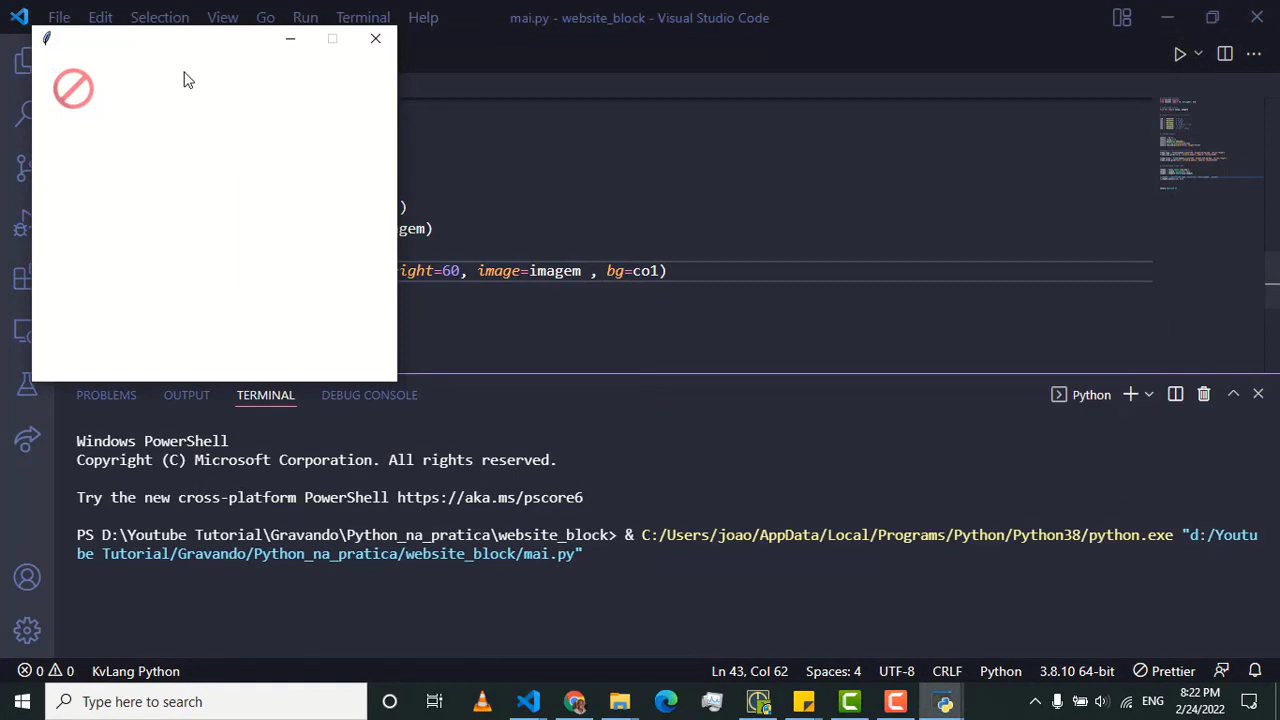 File Edit Selection View Go Run Terminal Help
mai.py - website_block - Visual Studio Code
)
gem)
ight=60, image=imagem , bg=co1)
PROBLEMS OUTPUT TERMINAL DEBUG CONSOLE
Python
Windows PowerShell
Copyright (C) Microsoft Corporation. All rights reserved.
Try the new cross-platform PowerShell https://aka.ms/pscore6
PS D:\Youtube Tutorial\Gravando\Python_na_pratica\website_block> & C:/Users/joao/AppData/Local/Programs/Python/Python38/python.exe "d:/Youtu
be Tutorial/Gravando/Python_na_pratica/website_block/mai.py"
0 0 KvLang Python
Ln 43, Col 62 Spaces: 4 UTF-8 CRLF Python 3.8.10 64-bit Prettier
Type here to search
ENG
8:22 PM
2/24/2022